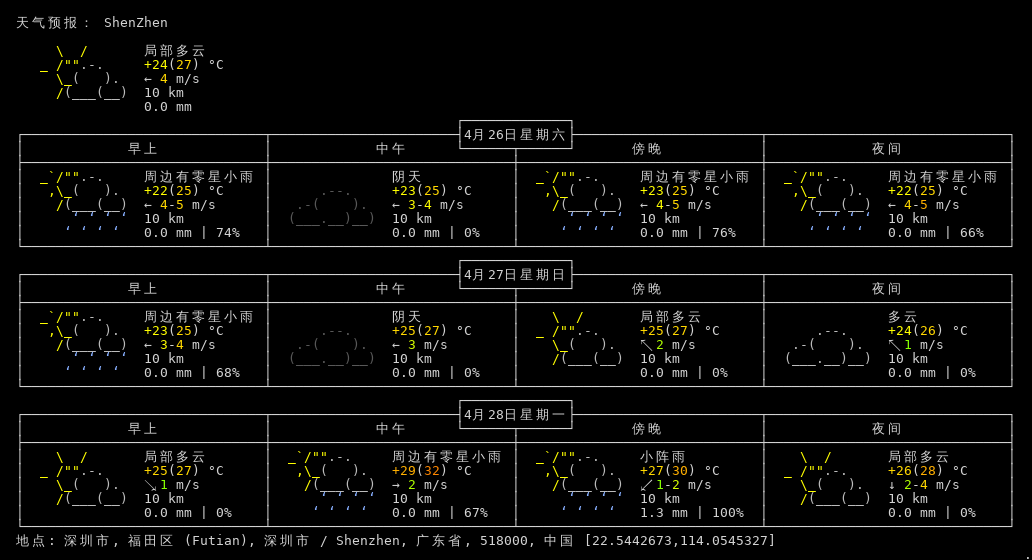 天气预报： ShenZhen
局部多云
+24(27) °C
← 4 m/s
10 km
0.0 mm
4月26日星期六
早上 中午 傍晚 夜间
周边有零星小雨 阴天 周边有零星小雨 周边有零星小雨
+22(25) °C +23(25) °C +23(25) °C +22(25) °C
← 4-5 m/s ← 3-4 m/s ← 4-5 m/s ← 4-5 m/s
10 km 10 km 10 km 10 km
0.0 mm | 74% 0.0 mm | 0% 0.0 mm | 76% 0.0 mm | 66%
4月27日星期日
早上 中午 傍晚 夜间
周边有零星小雨 阴天 局部多云 多云
+23(25) °C +25(27) °C +25(27) °C +24(26) °C
← 3-4 m/s ← 3 m/s ↖ 2 m/s ↖ 1 m/s
10 km 10 km 10 km 10 km
0.0 mm | 68% 0.0 mm | 0% 0.0 mm | 0% 0.0 mm | 0%
4月28日星期一
早上 中午 傍晚 夜间
局部多云 周边有零星小雨 小阵雨 局部多云
+25(27) °C +29(32) °C +27(30) °C +26(28) °C
↘ 1 m/s → 2 m/s ↙ 1-2 m/s ↓ 2-4 m/s
10 km 10 km 10 km 10 km
0.0 mm | 0% 0.0 mm | 67% 1.3 mm | 100% 0.0 mm | 0%
地点: 深圳市, 福田区 (Futian), 深圳市 / Shenzhen, 广东省, 518000, 中国 [22.5442673,114.0545327]